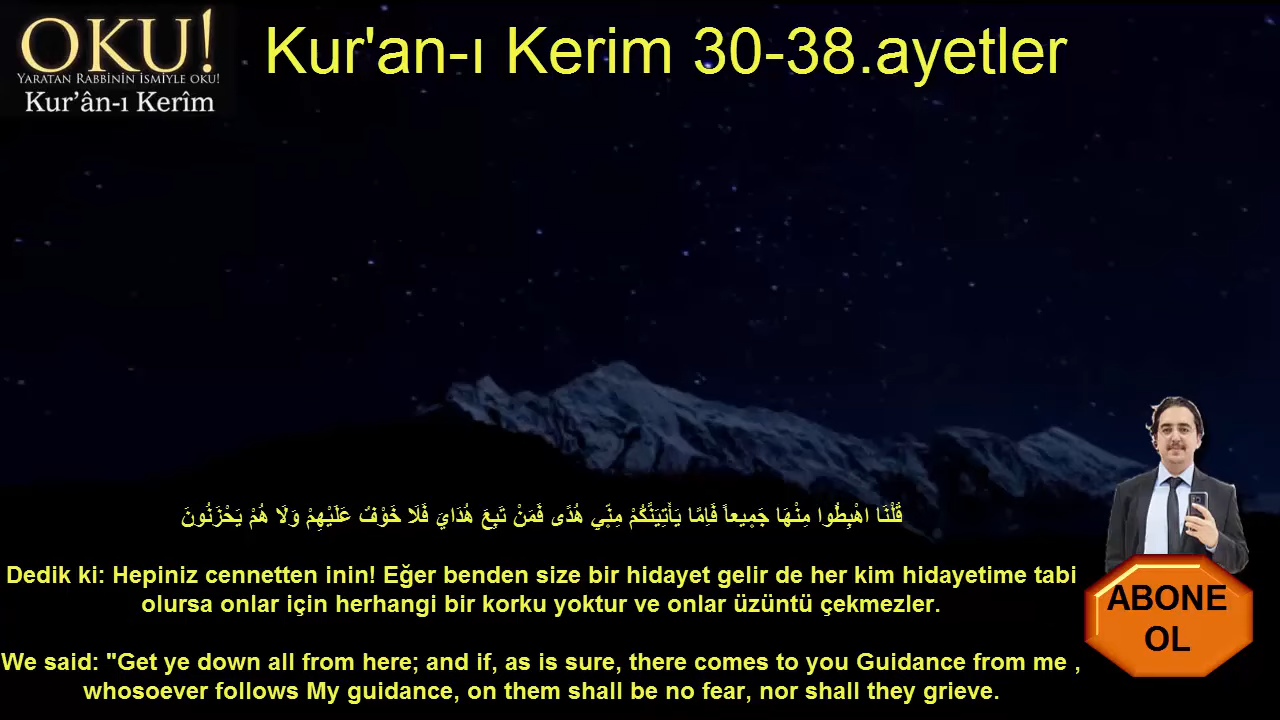 OKU!
YARATAN RABBİNİN İSMİYLE OKU!
Kur'ân-ı Kerîm
Kur'an-ı Kerim 30-38.ayetler
قُلْنَا اهْبِطُوا مِنْهَا جَمٖيعاًۚ فَاِمَّا يَأْتِيَنَّكُمْ مِنّٖي هُدًى فَمَنْ تَبِعَ هُدَايَ فَلَا خَوْفٌ عَلَيْهِمْ وَلَا هُمْ يَحْزَنُونَ
Dedik ki: Hepiniz cennetten inin! Eğer benden size bir hidayet gelir de her kim hidayetime tabi
olursa onlar için herhangi bir korku yoktur ve onlar üzüntü çekmezler.
We said: "Get ye down all from here; and if, as is sure, there comes to you Guidance from me ,
whosoever follows My guidance, on them shall be no fear, nor shall they grieve.
ABONE
OL